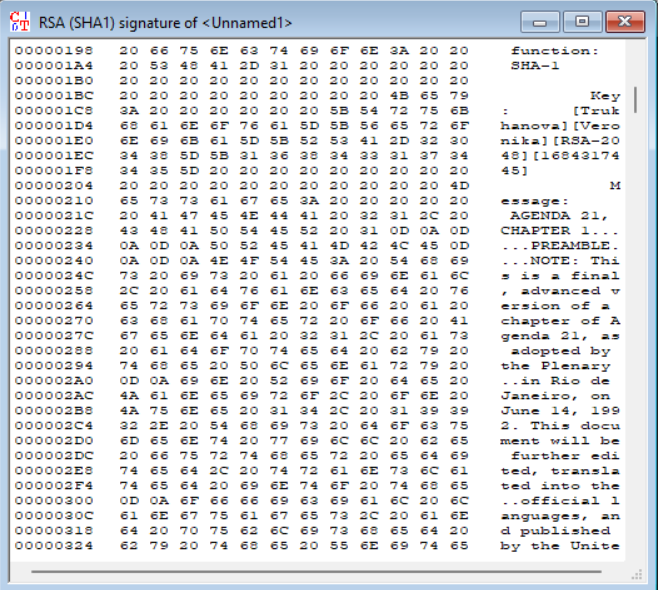 RSA (SHA1) signature of <Unnamed1>
00000198 20 66 75 6E 63 74 69 6F 6E 3A 20 20 function:
000001A4 20 53 48 41 2D 31 20 20 20 20 20 20 SHA-1
000001B0 20 20 20 20 20 20 20 20 20 20 20 20
000001BC 20 20 20 20 20 20 20 20 20 4B 65 79 Key
000001C8 3A 20 20 20 20 20 20 5B 54 72 75 6B : [Truk
000001D4 68 61 6E 6F 76 61 5D 5B 56 65 72 6F hanova][Vero
000001E0 6E 69 6B 61 5D 5B 52 53 41 2D 32 30 nika][RSA-20
000001EC 34 38 5D 5B 31 36 38 34 33 31 37 34 48][16843174
000001F8 34 35 5D 20 20 20 20 20 20 20 20 20 45]
00000204 20 20 20 20 20 20 20 20 20 20 20 4D M
00000210 65 73 73 61 67 65 3A 20 20 20 20 20 essage:
0000021C 20 41 47 45 4E 44 41 20 32 31 2C 20 AGENDA 21,
00000228 43 48 41 50 54 45 52 20 31 0D 0A 0D CHAPTER 1...
00000234 0A 0D 0A 50 52 45 41 4D 42 4C 45 0D ...PREAMBLE.
00000240 0A 0D 0A 4E 4F 54 45 3A 20 54 68 69 ...NOTE: Thi
0000024C 73 20 69 73 20 61 20 66 69 6E 61 6C s is a final
00000258 2C 20 61 64 76 61 6E 63 65 64 20 76 , advanced v
00000264 65 72 73 69 6F 6E 20 6F 66 20 61 20 ersion of a
00000270 63 68 61 70 74 65 72 20 6F 66 20 41 chapter of A
0000027C 67 65 6E 64 61 20 32 31 2C 20 61 73 genda 21, as
00000288 20 61 64 6F 70 74 65 64 20 62 79 20 adopted by
00000294 74 68 65 20 50 6C 65 6E 61 72 79 20 the Plenary
000002A0 0D 0A 69 6E 20 52 69 6F 20 64 65 20 ..in Rio de
000002AC 4A 61 6E 65 69 72 6F 2C 20 6F 6E 20 Janeiro, on
000002B8 4A 75 6E 65 20 31 34 2C 20 31 39 39 June 14, 199
000002C4 32 2E 20 54 68 69 73 20 64 6F 63 75 2. This docu
000002D0 6D 65 6E 74 20 77 69 6C 6C 20 62 65 ment will be
000002DC 20 66 75 72 74 68 65 72 20 65 64 69 further edi
000002E8 74 65 64 2C 20 74 72 61 6E 73 6C 61 ted, transla
000002F4 74 65 64 20 69 6E 74 6F 20 74 68 65 ted into the
00000300 0D 0A 6F 66 66 69 63 69 61 6C 20 6C ..official l
0000030C 61 6E 67 75 61 67 65 73 2C 20 61 6E anguages, an
00000318 64 20 70 75 62 6C 69 73 68 65 64 20 d published
00000324 62 79 20 74 68 65 20 55 6E 69 74 65 by the Unite